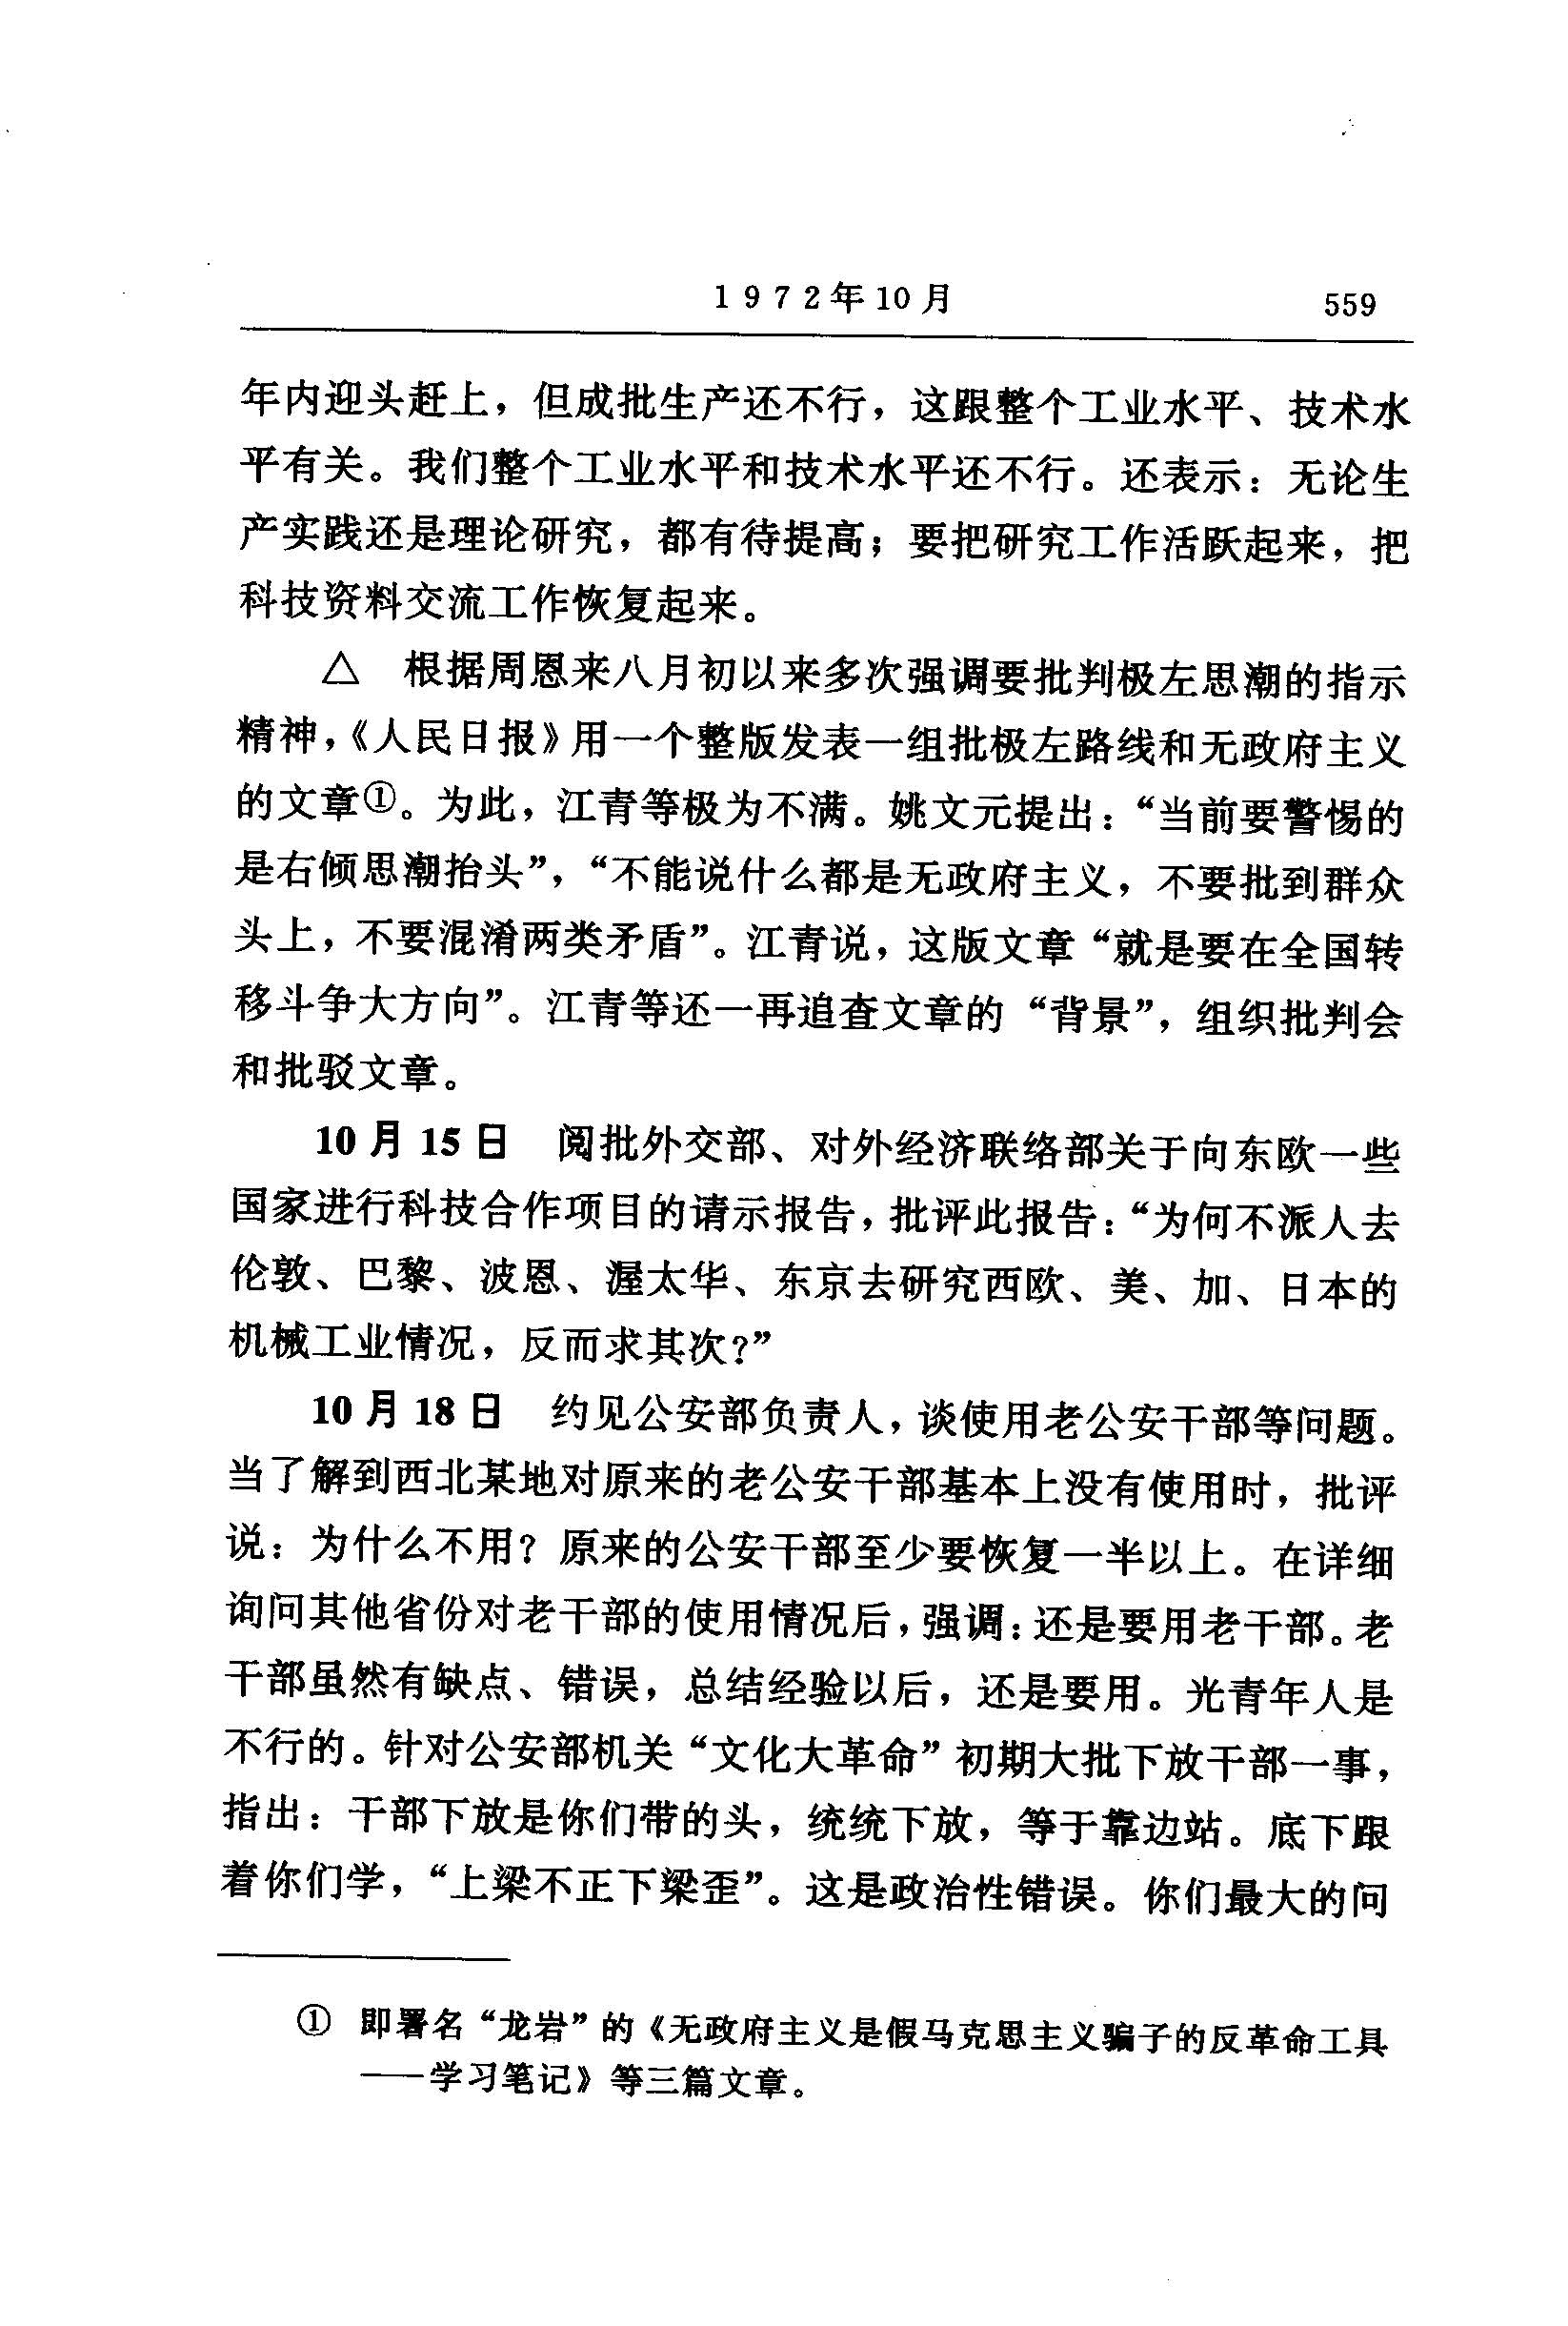 1972年10月 559
年内迎头赶上，但成批生产还不行，这跟整个工业水平、技术水
平有关。我们整个工业水平和技术水平还不行。还表示：无论生
产实践还是理论研究，都有待提高；要把研究工作活跃起来，把
科技资料交流工作恢复起来。
△ 根据周恩来八月初以来多次强调要批判极左思潮的指示
精神，《人民日报》用一个整版发表一组批极左路线和无政府主义
的文章①。为此，江青等极为不满。姚文元提出：“当前要警惕的
是右倾思潮抬头”，“不能说什么都是无政府主义，不要批到群众
头上，不要混淆两类矛盾”。江青说，这版文章“就是要在全国转
移斗争大方向”。江青等还一再追查文章的“背景”，组织批判会
和批驳文章。
10月15日 阅批外交部、对外经济联络部关于向东欧一些
国家进行科技合作项目的请示报告，批评此报告：“为何不派人去
伦敦、巴黎、波恩、渥太华、东京去研究西欧、美、加、日本的
机械工业情况，反而求其次？”
10月18日 约见公安部负责人，谈使用老公安干部等问题。
当了解到西北某地对原来的老公安干部基本上没有使用时，批评
说：为什么不用？原来的公安干部至少要恢复一半以上。在详细
询问其他省份对老干部的使用情况后，强调：还是要用老干部。老
干部虽然有缺点、错误，总结经验以后，还是要用。光青年人是
不行的。针对公安部机关“文化大革命”初期大批下放干部一事，
指出：干部下放是你们带的头，统统下放，等于靠边站。底下跟
着你们学，“上梁不正下梁歪”。这是政治性错误。你们最大的问
① 即署名“龙岩”的《无政府主义是假马克思主义骗子的反革命工具
——学习笔记》等三篇文章。